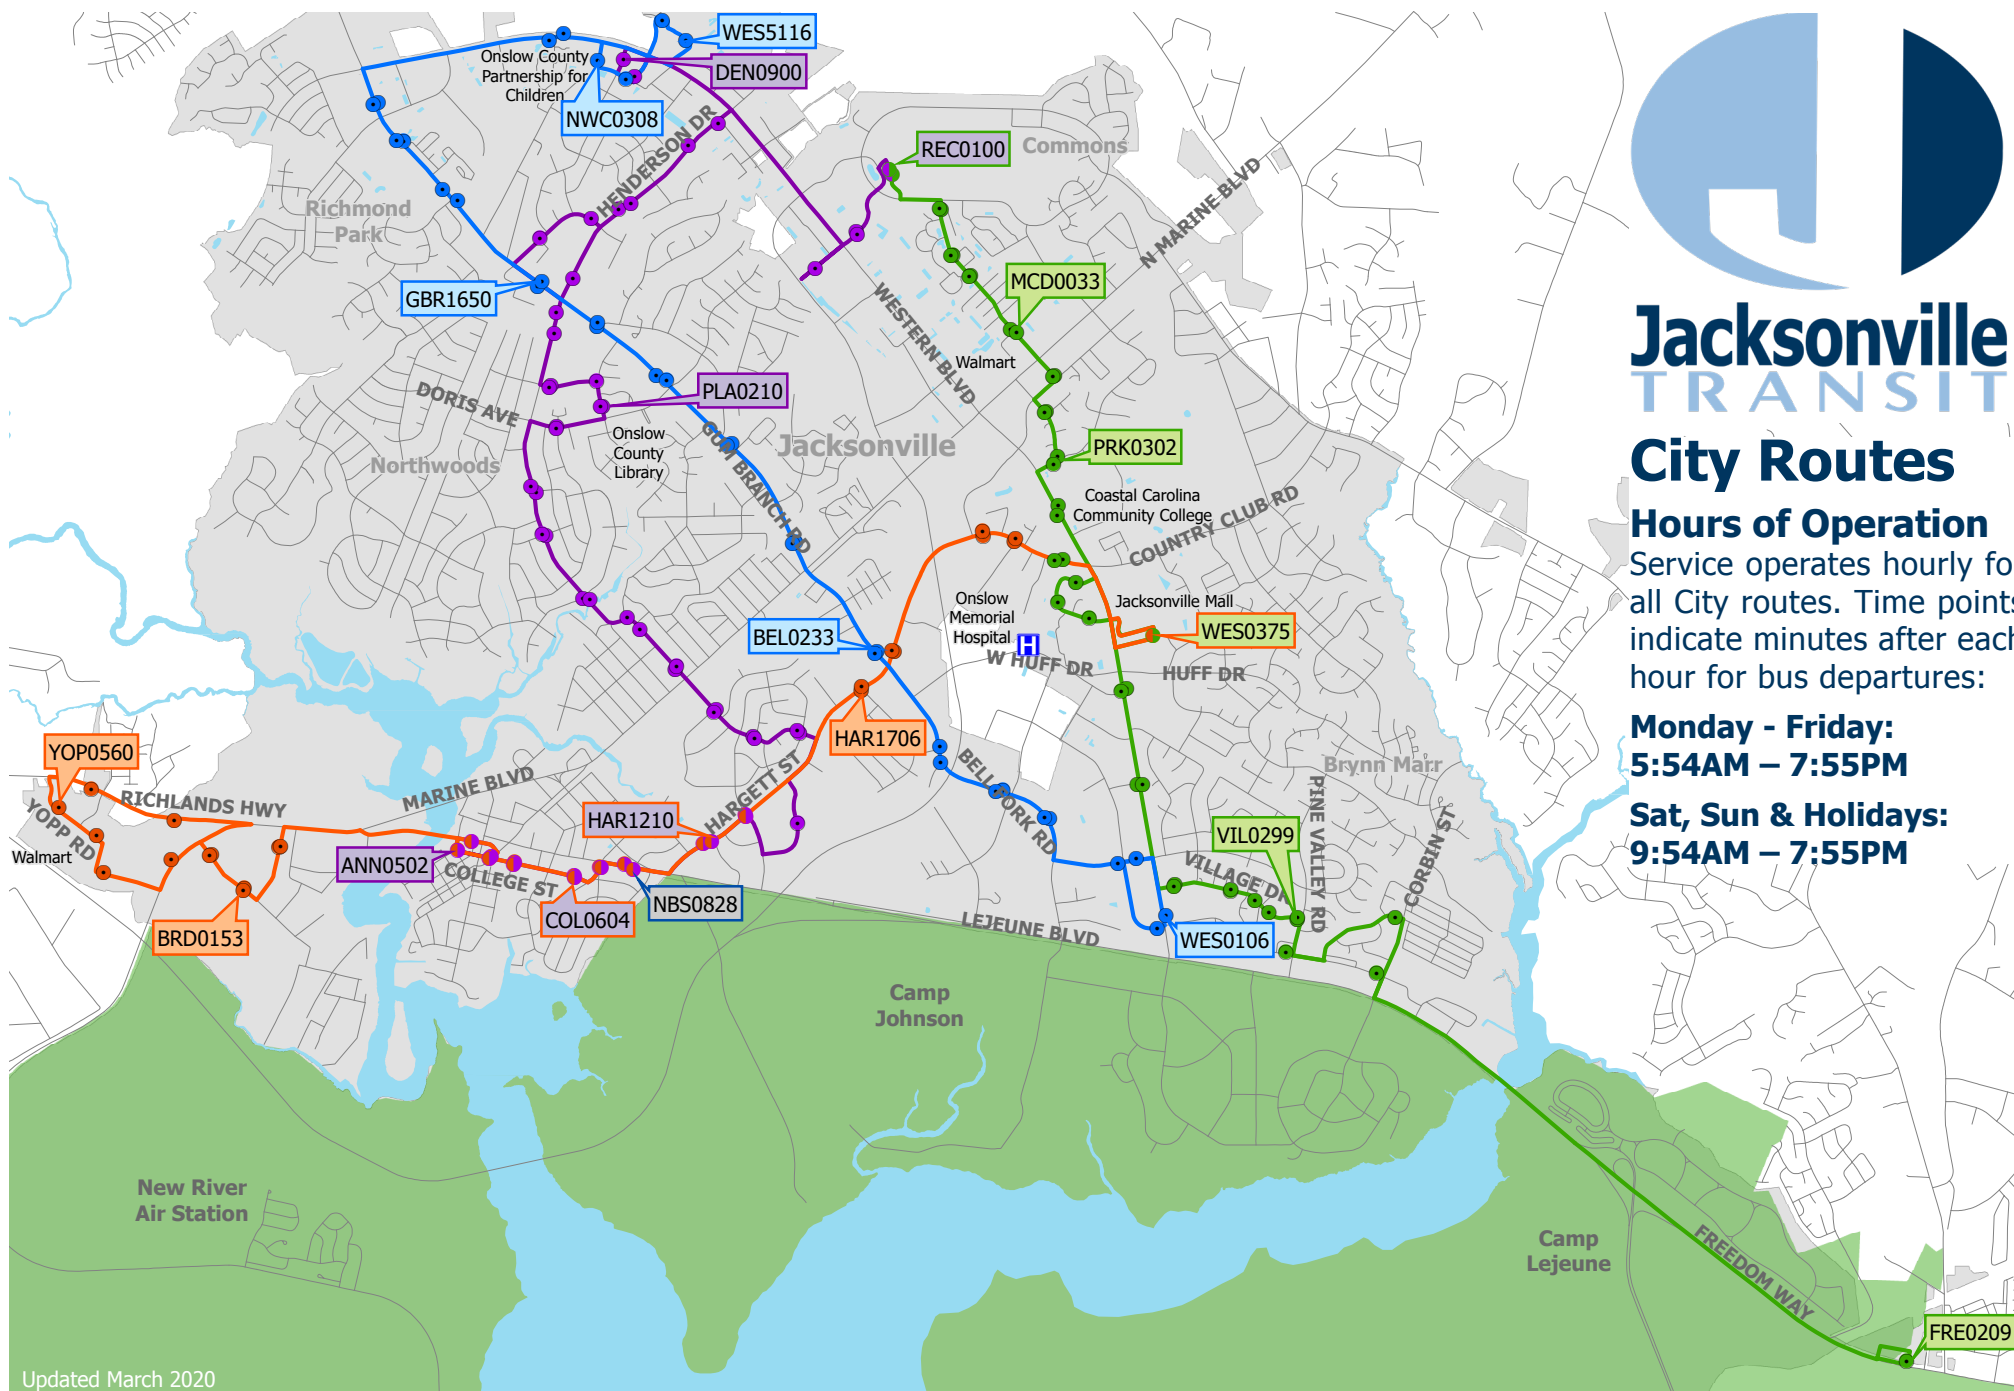 WES5116
Onslow County
Partnership for
Children
DEN0900
NWC0308
HENDERSON DR
REC0100
Commons
N MARINE BLVD
Richmond
Park
GBR1650
MCD0033
WESTERN BLVD
Walmart
Jacksonville
TRANSIT
City Routes
Hours of Operation
Service operates hourly fo
all City routes. Time points
indicate minutes after each
hour for bus departures:
Monday - Friday:
5:54AM – 7:55PM
Sat, Sun & Holidays:
9:54AM – 7:55PM
DORIS AVE
PLA0210
Onslow
County
Library
Northwoods
Jacksonville
GUM BRANCH RD
PRK0302
Coastal Carolina
Community College
COUNTRY CLUB RD
Onslow
Memorial
Hospital
H
Jacksonville Mall
WES0375
BEL0233
W HUFF DR
HUFF DR
HAR1706
YOP0560
RICHLANDS HWY
YOPP RD
Walmart
MARINE BLVD
HARGETT ST
HAR1210
BELL FORK RD
Brynn Marr
PINE VALLEY RD
CORBIN ST
VIL0299
VILLAGE DR
ANN0502
COLLEGE ST
COL0604
NBS0828
BRD0153
LEJEUNE BLVD
WES0106
Camp
Johnson
New River
Air Station
Camp
Lejeune
FREEDOM WAY
FRE0209
Updated March 2020